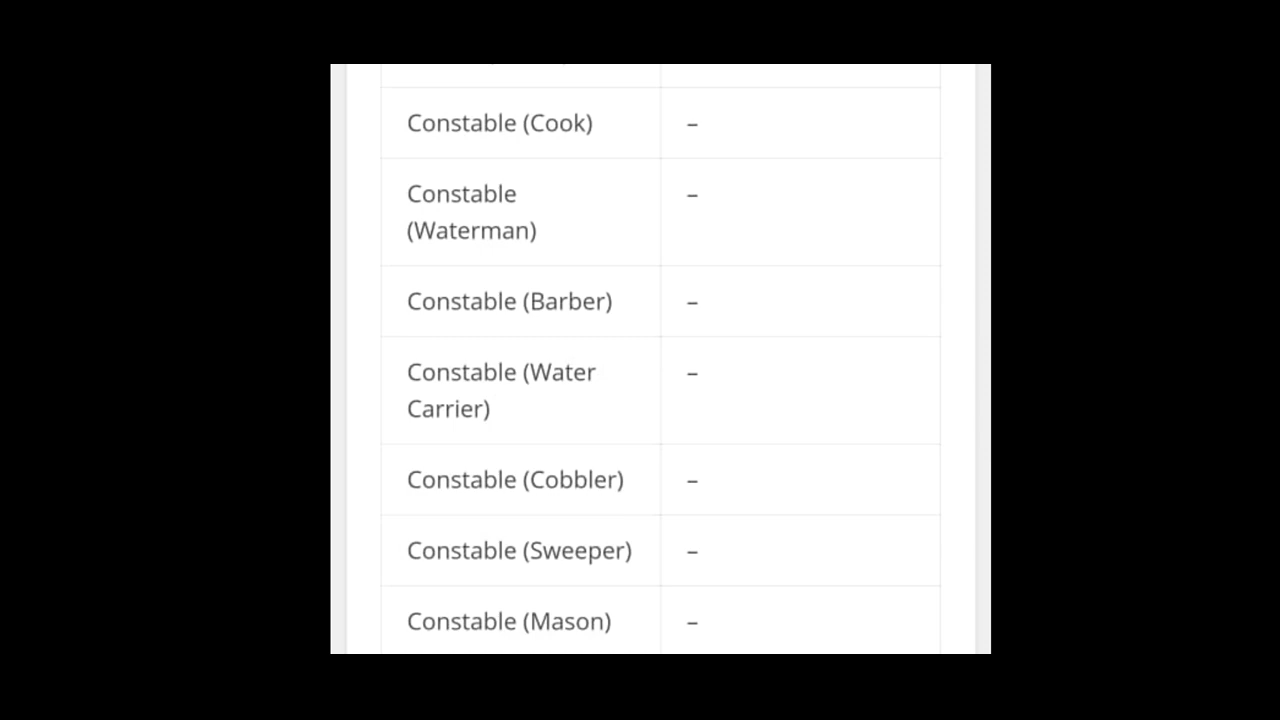 Constable (Cook) –
Constable –
(Waterman)
Constable (Barber) –
Constable (Water –
Carrier)
Constable (Cobbler) –
Constable (Sweeper) –
Constable (Mason) –